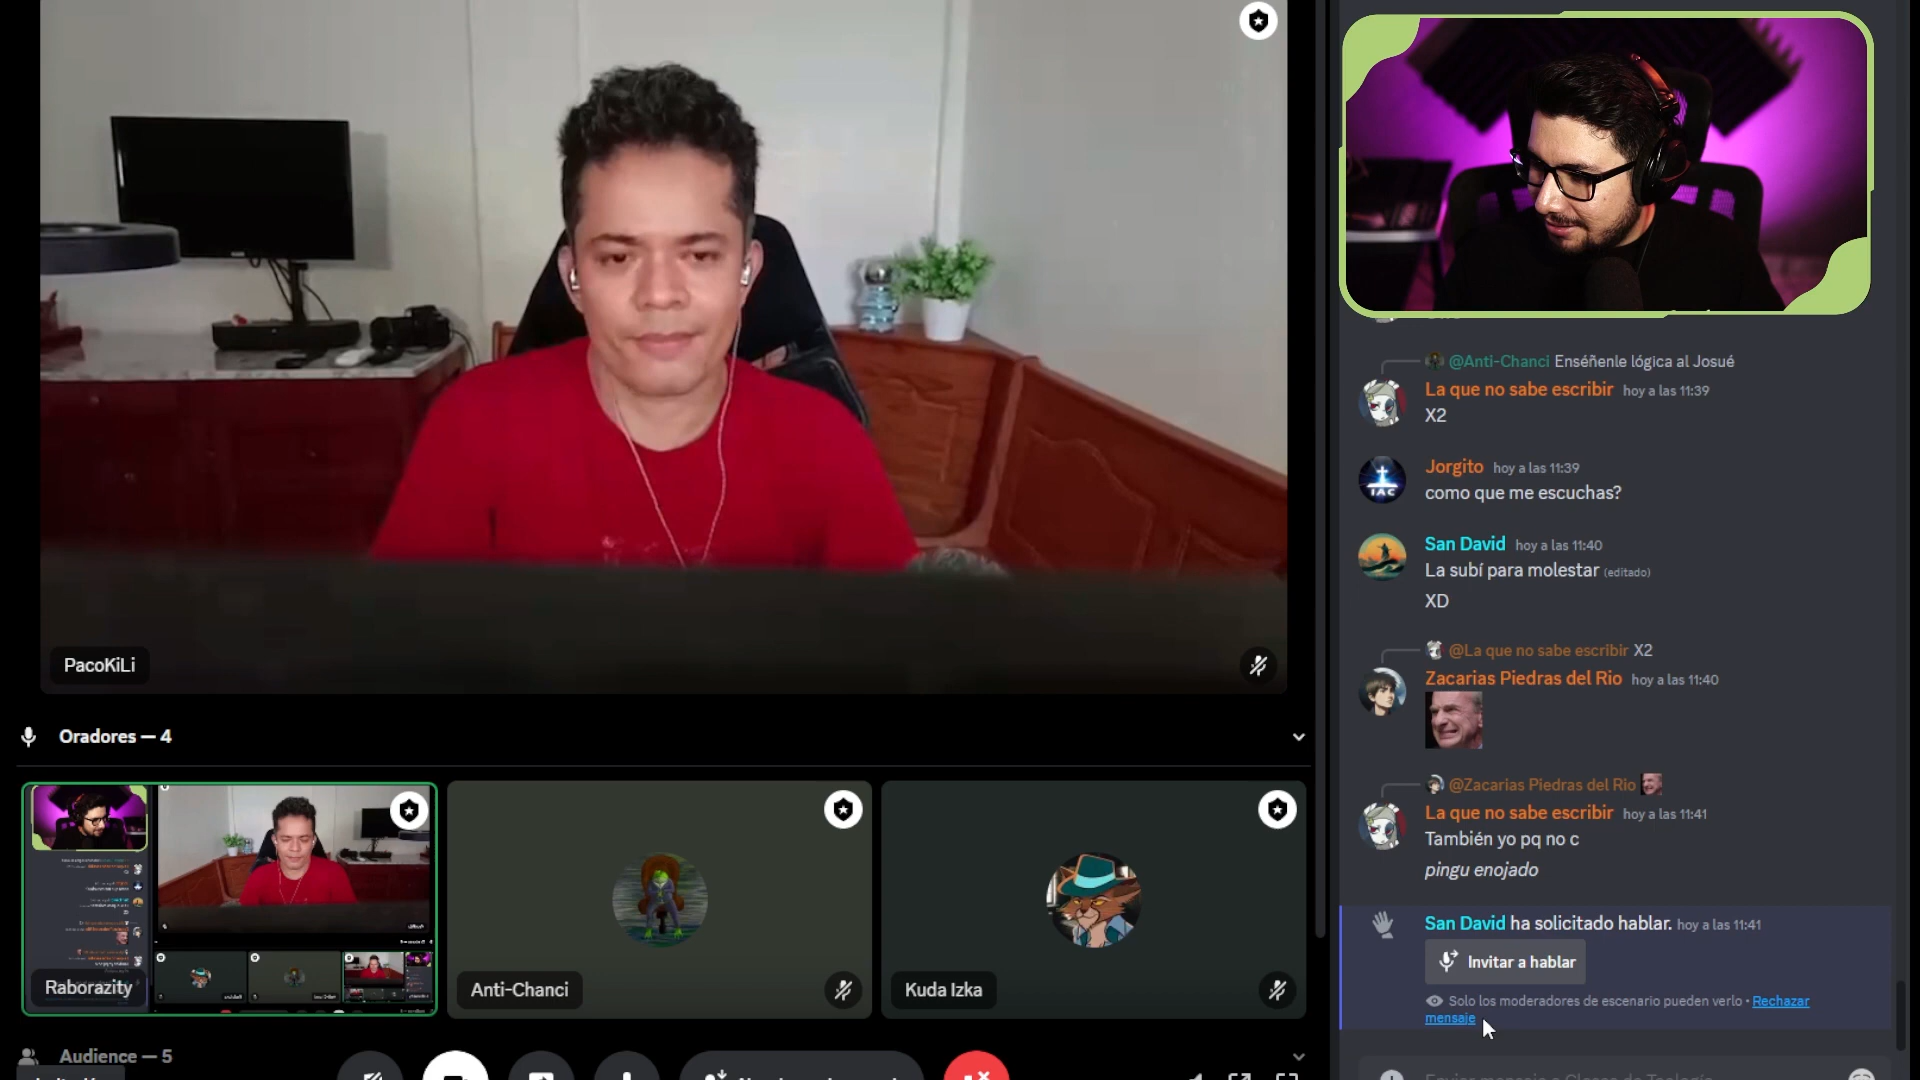 PacoKiLi
Oradores — 4
Raborazity
Anti-Chanci
Kuda Izka
Audience — 5
@Anti-Chanci Enséñenle lógica al Josué
La que no sabe escribir hoy a las 11:39
X2
IAC
Jorgito hoy a las 11:39
como que me escuchas?
San David hoy a las 11:40
La subí para molestar (editado)
XD
@La que no sabe escribir X2
Zacarias Piedras del Rio hoy a las 11:40
@Zacarias Piedras del Rio
La que no sabe escribir hoy a las 11:41
También yo pq no c
pingu enojado
San David ha solicitado hablar. hoy a las 11:41
Invitar a hablar
Solo los moderadores de escenario pueden verlo • Rechazar
mensaje